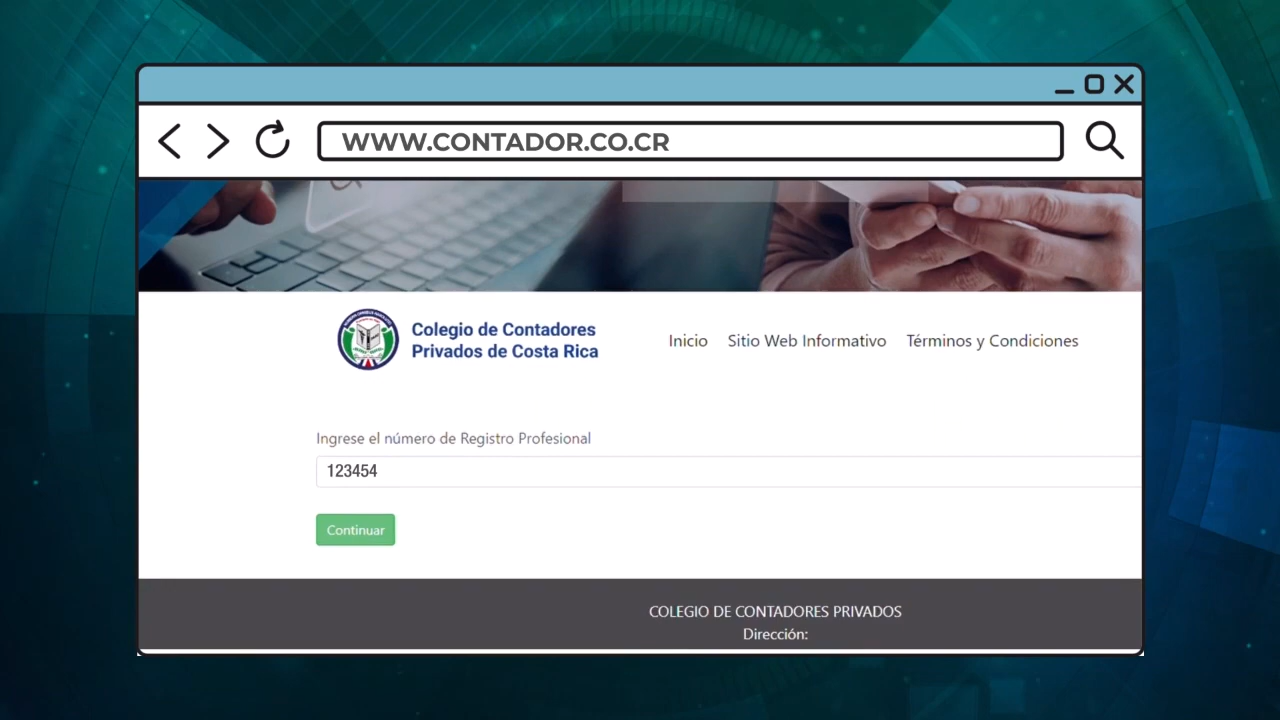 WWW.CONTADOR.CO.CR
Colegio de Contadores
Privados de Costa Rica
Inicio Sitio Web Informativo Términos y Condiciones
Ingrese el número de Registro Profesional
123454
Continuar
COLEGIO DE CONTADORES PRIVADOS
Dirección: